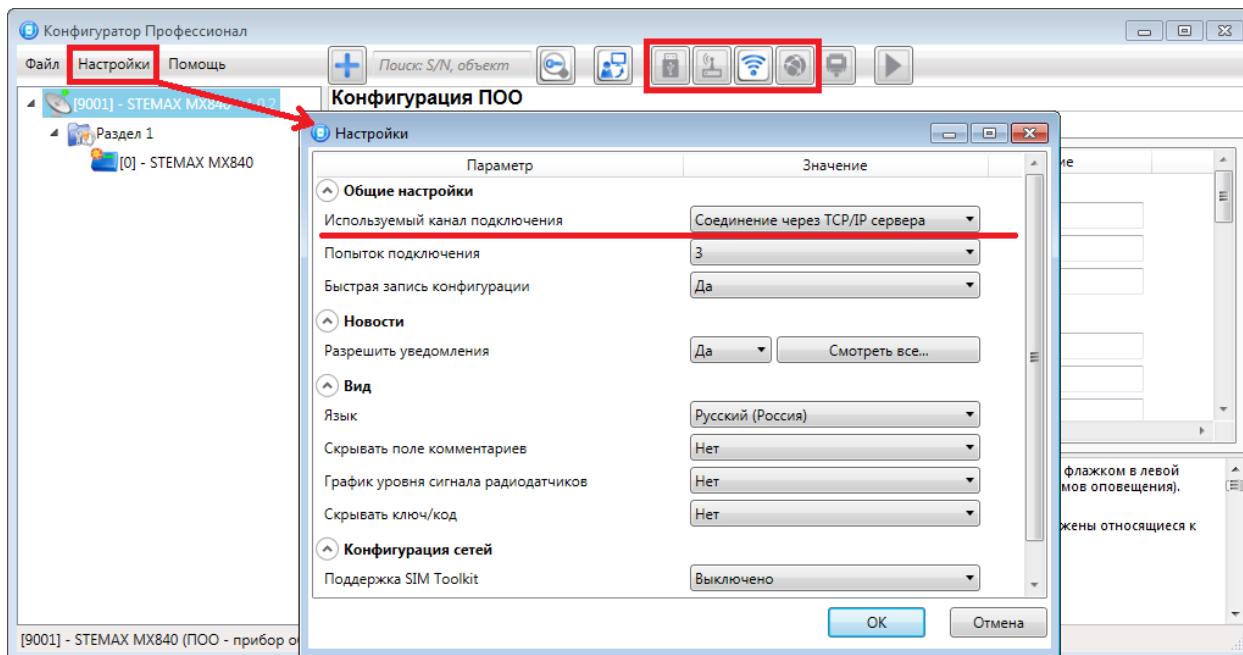 Конфигуратор Профессионал
Файл Настройки Помощь
Поиск: S/N, объект
[9001] - STEMAX MX840
Конфигурация ПОО
Раздел 1
[0] - STEMAX MX840
Настройки
Параметр Значение
Общие настройки
Используемый канал подключения Соединение через TCP/IP сервера
Попыток подключения 3
Быстрая запись конфигурации Да
Новости
Разрешить уведомления Да Смотреть все...
Вид
Язык Русский (Россия)
Скрывать поле комментариев Нет
График уровня сигнала радиодатчиков Нет
Скрывать ключ/код Нет
Конфигурация сетей
Поддержка SIM Toolkit Выключено
OK Отмена
ие
флажком в левой
мов оповещения).
жены относящиеся к
[9001] - STEMAX MX840 (ПОО - прибор о